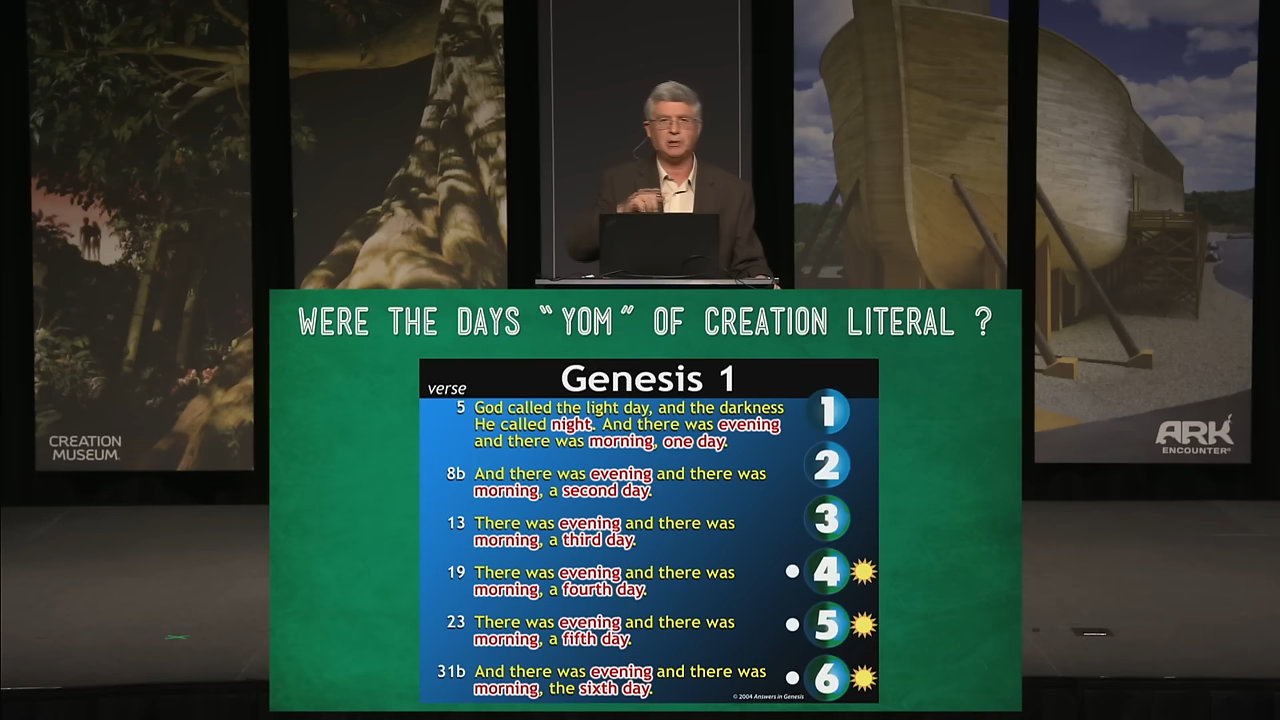 CREATION
MUSEUM.
ARK
ENCOUNTER®
WERE THE DAYS “YOM” OF CREATION LITERAL ?
verse
Genesis 1
5 God called the light day, and the darkness
He called night. And there was evening
and there was morning, one day.
1
8b And there was evening and there was
morning, a second day.
2
13 There was evening and there was
morning, a third day.
3
19 There was evening and there was
morning, a fourth day.
4
23 There was evening and there was
morning, a fifth day.
5
31b And there was evening and there was
morning, the sixth day.
6
© 2004 Answers in Genesis